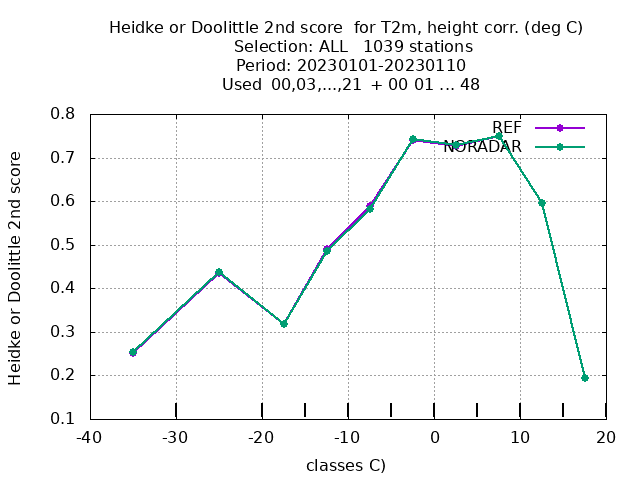 Heidke or Doolittle 2nd score  for T2m, height corr. (deg C)
Selection: ALL   1039 stations
Period: 20230101-20230110
Used  00,03,...,21  + 00 01 ... 48
Heidke or Doolittle 2nd score
0.8
0.7
0.6
0.5
0.4
0.3
0.2
0.1
REF
NORADAR
-40
-30
-20
-10
0
10
20
classes C)